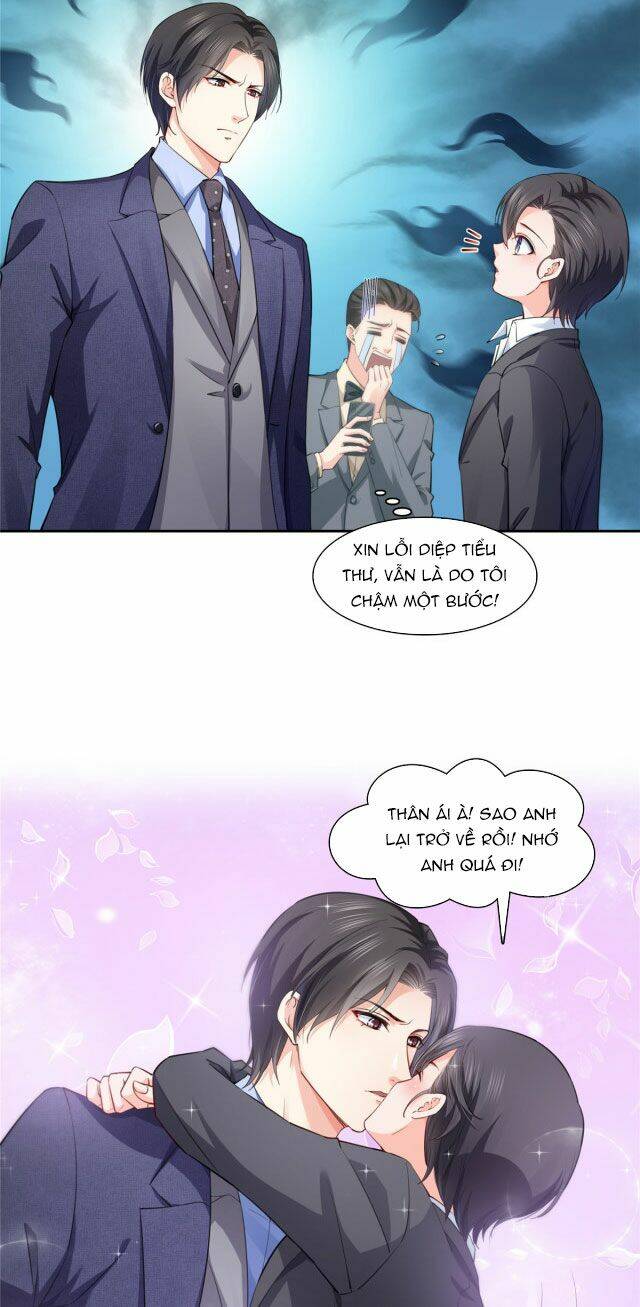 XIN LỖI DIỆP TIỂU
THƯ, VẪN LÀ DO TÔI
CHẬM MỘT BƯỚC!
THÂN ÁI À! SAO ANH
LẠI TRỞ VỀ RỒI! NHỚ
ANH QUÁ ĐI!